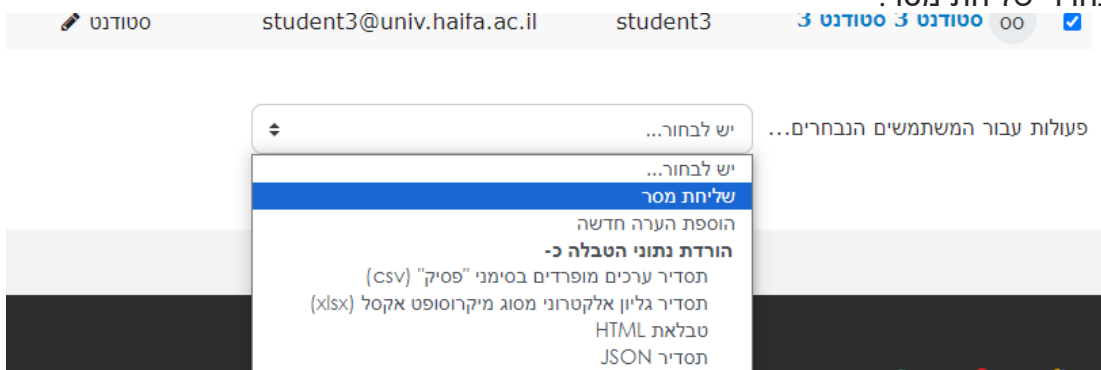 סטודנט 3 סטודנט 3 oo student3 student3@univ.haifa.ac.il סטודנט
פעולות עבור המשתמשים הנבחרים... יש לבחור...
יש לבחור...
שליחת מסר
הוספת הערה חדשה
הורדת נתוני הטבלה כ-
תסדיר ערכים מופרדים בסימני "פסיק" (csv)
תסדיר גליון אלקטרוני מסוג מיקרוסופט אקסל (xlsx)
טבלאת HTML
תסדיר JSON